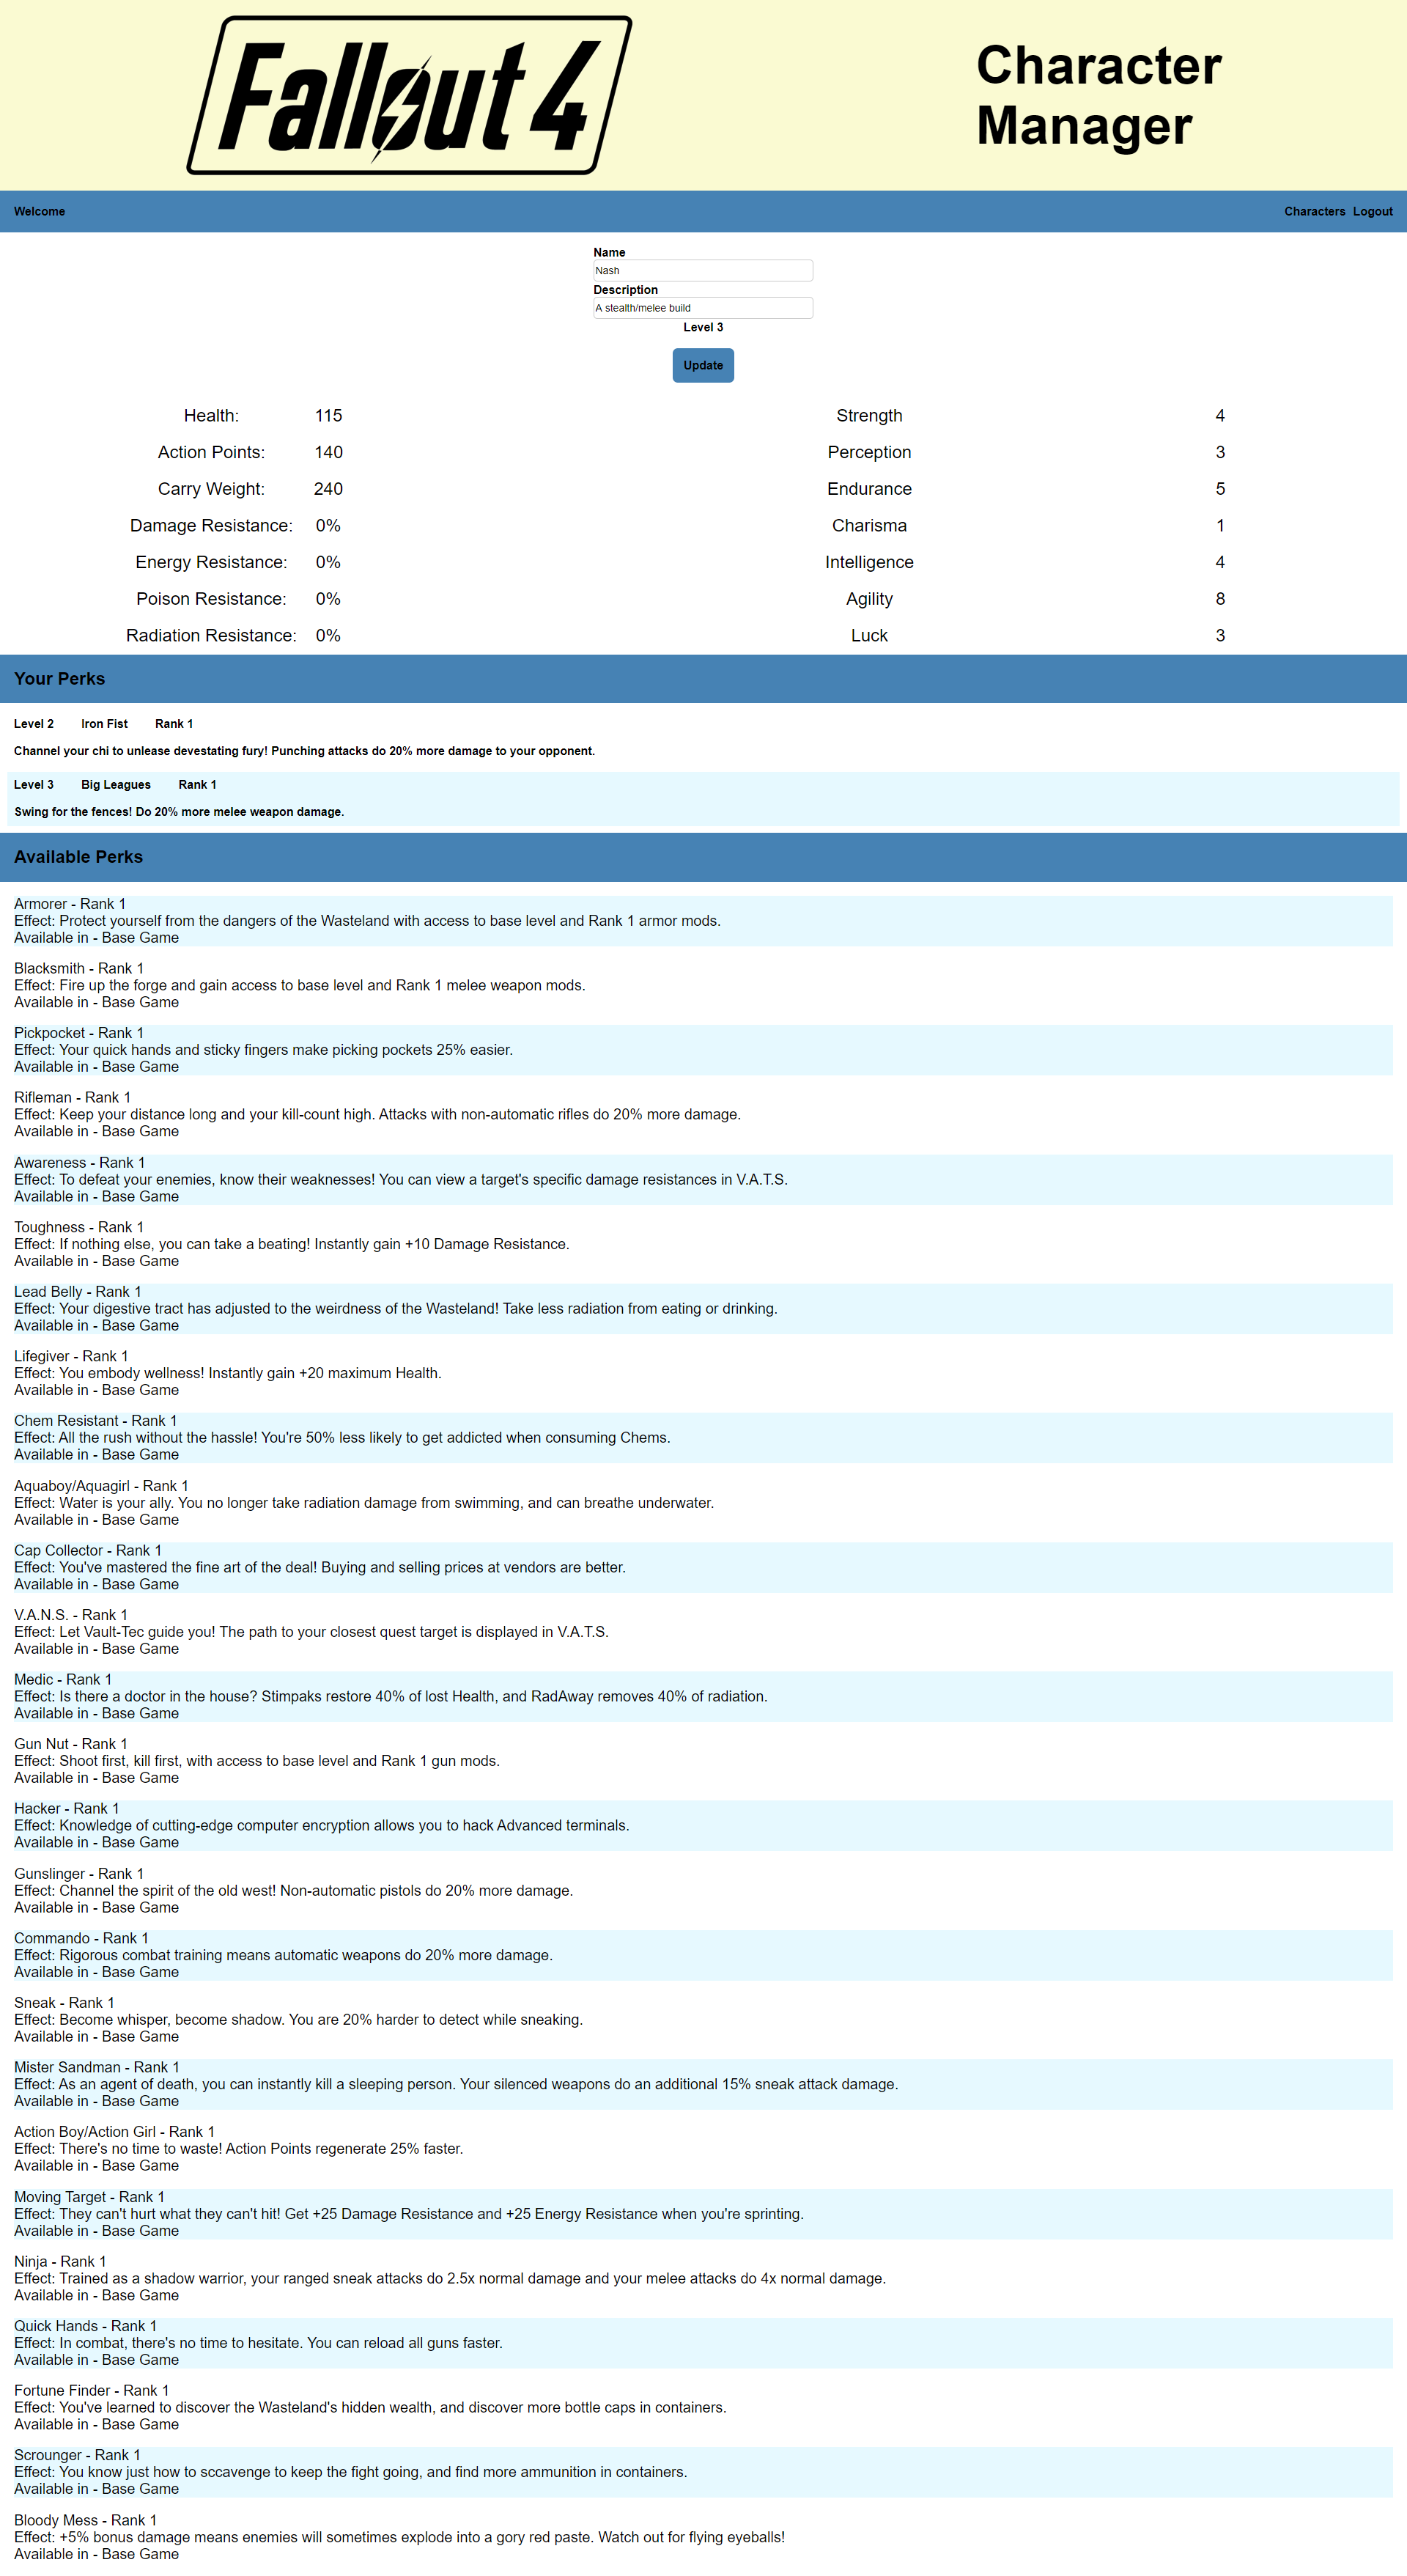 Fallout 4
Character
Manager
Welcome
Characters Logout
Name
Nash
Description
A stealth/melee build
Level 3
Update
Health: 115
Action Points: 140
Carry Weight: 240
Damage Resistance: 0%
Energy Resistance: 0%
Poison Resistance: 0%
Radiation Resistance: 0%
Strength 4
Perception 3
Endurance 5
Charisma 1
Intelligence 4
Agility 8
Luck 3
Your Perks
Level 2 Iron Fist Rank 1
Channel your chi to unlease devestating fury! Punching attacks do 20% more damage to your opponent.
Level 3 Big Leagues Rank 1
Swing for the fences! Do 20% more melee weapon damage.
Available Perks
Armorer - Rank 1
Effect: Protect yourself from the dangers of the Wasteland with access to base level and Rank 1 armor mods.
Available in - Base Game
Blacksmith - Rank 1
Effect: Fire up the forge and gain access to base level and Rank 1 melee weapon mods.
Available in - Base Game
Pickpocket - Rank 1
Effect: Your quick hands and sticky fingers make picking pockets 25% easier.
Available in - Base Game
Rifleman - Rank 1
Effect: Keep your distance long and your kill-count high. Attacks with non-automatic rifles do 20% more damage.
Available in - Base Game
Awareness - Rank 1
Effect: To defeat your enemies, know their weaknesses! You can view a target's specific damage resistances in V.A.T.S.
Available in - Base Game
Toughness - Rank 1
Effect: If nothing else, you can take a beating! Instantly gain +10 Damage Resistance.
Available in - Base Game
Lead Belly - Rank 1
Effect: Your digestive tract has adjusted to the weirdness of the Wasteland! Take less radiation from eating or drinking.
Available in - Base Game
Lifegiver - Rank 1
Effect: You embody wellness! Instantly gain +20 maximum Health.
Available in - Base Game
Chem Resistant - Rank 1
Effect: All the rush without the hassle! You're 50% less likely to get addicted when consuming Chems.
Available in - Base Game
Aquaboy/Aquagirl - Rank 1
Effect: Water is your ally. You no longer take radiation damage from swimming, and can breathe underwater.
Available in - Base Game
Cap Collector - Rank 1
Effect: You've mastered the fine art of the deal! Buying and selling prices at vendors are better.
Available in - Base Game
V.A.N.S. - Rank 1
Effect: Let Vault-Tec guide you! The path to your closest quest target is displayed in V.A.T.S.
Available in - Base Game
Medic - Rank 1
Effect: Is there a doctor in the house? Stimpaks restore 40% of lost Health, and RadAway removes 40% of radiation.
Available in - Base Game
Gun Nut - Rank 1
Effect: Shoot first, kill first, with access to base level and Rank 1 gun mods.
Available in - Base Game
Hacker - Rank 1
Effect: Knowledge of cutting-edge computer encryption allows you to hack Advanced terminals.
Available in - Base Game
Gunslinger - Rank 1
Effect: Channel the spirit of the old west! Non-automatic pistols do 20% more damage.
Available in - Base Game
Commando - Rank 1
Effect: Rigorous combat training means automatic weapons do 20% more damage.
Available in - Base Game
Sneak - Rank 1
Effect: Become whisper, become shadow. You are 20% harder to detect while sneaking.
Available in - Base Game
Mister Sandman - Rank 1
Effect: As an agent of death, you can instantly kill a sleeping person. Your silenced weapons do an additional 15% sneak attack damage.
Available in - Base Game
Action Boy/Action Girl - Rank 1
Effect: There's no time to waste! Action Points regenerate 25% faster.
Available in - Base Game
Moving Target - Rank 1
Effect: They can't hurt what they can't hit! Get +25 Damage Resistance and +25 Energy Resistance when you're sprinting.
Available in - Base Game
Ninja - Rank 1
Effect: Trained as a shadow warrior, your ranged sneak attacks do 2.5x normal damage and your melee attacks do 4x normal damage.
Available in - Base Game
Quick Hands - Rank 1
Effect: In combat, there's no time to hesitate. You can reload all guns faster.
Available in - Base Game
Fortune Finder - Rank 1
Effect: You've learned to discover the Wasteland's hidden wealth, and discover more bottle caps in containers.
Available in - Base Game
Scrounger - Rank 1
Effect: You know just how to sccavenge to keep the fight going, and find more ammunition in containers.
Available in - Base Game
Bloody Mess - Rank 1
Effect: +5% bonus damage means enemies will sometimes explode into a gory red paste. Watch out for flying eyeballs!
Available in - Base Game